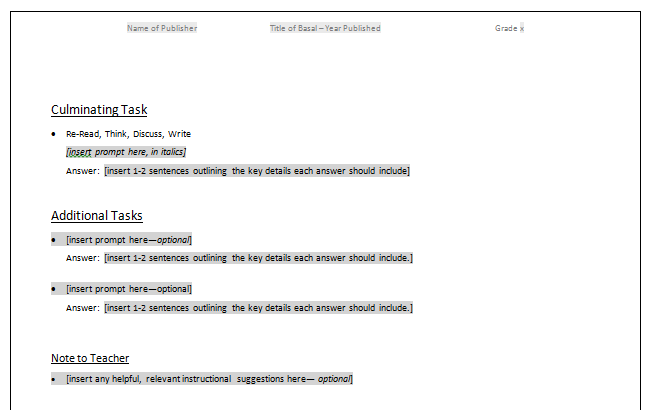 Name of Publisher Title of Basal – Year Published Grade x
Culminating Task
• Re-Read, Think, Discuss, Write
[insert prompt here, in italics]
Answer: [insert 1-2 sentences outlining the key details each answer should include]
Additional Tasks
• [insert prompt here—optional]
Answer: [insert 1-2 sentences outlining the key details each answer should include.]
• [insert prompt here—optional]
Answer: [insert 1-2 sentences outlining the key details each answer should include.]
Note to Teacher
• [insert any helpful, relevant instructional suggestions here— optional]